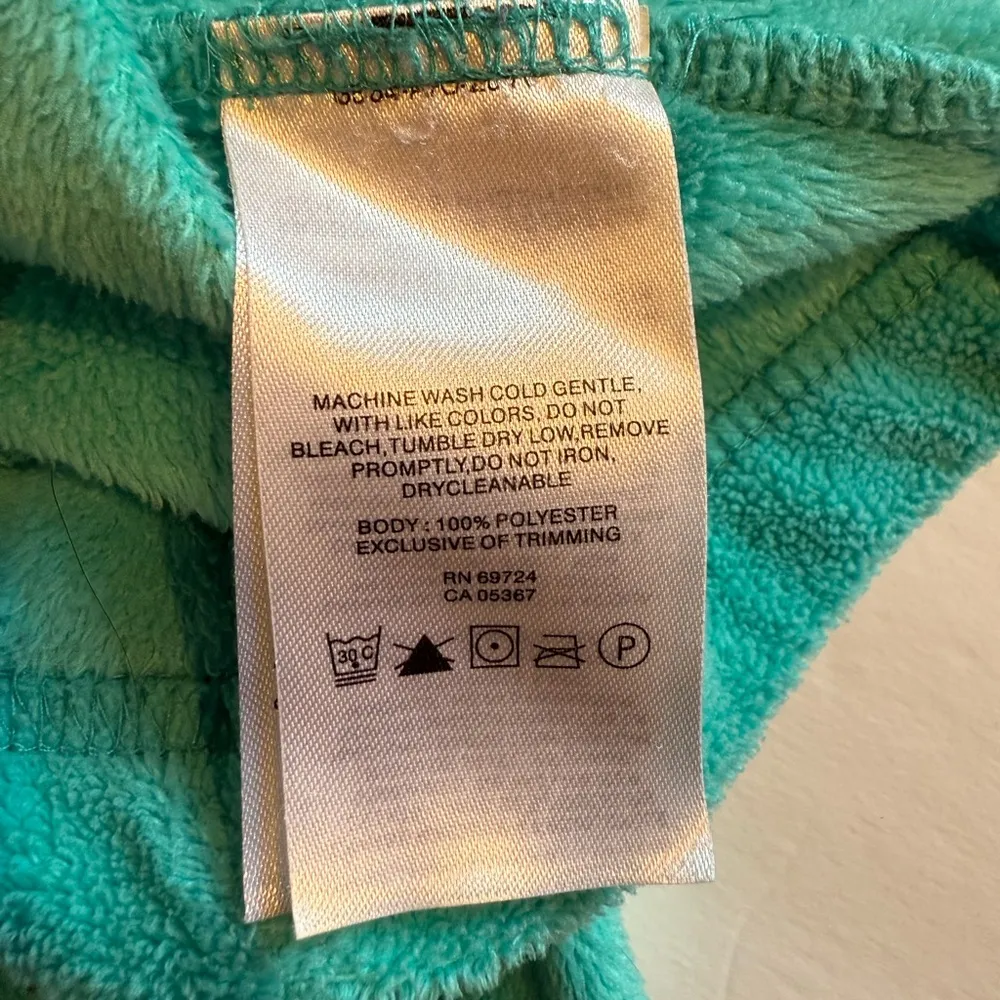 MACHINE WASH COLD GENTLE,
WITH LIKE COLORS, DO NOT
BLEACH,TUMBLE DRY LOW,REMOVE
PROMPTLY,DO NOT IRON,
DRYCLEANABLE
BODY : 100% POLYESTER
EXCLUSIVE OF TRIMMING
RN 69724
CA 05367
30 C P